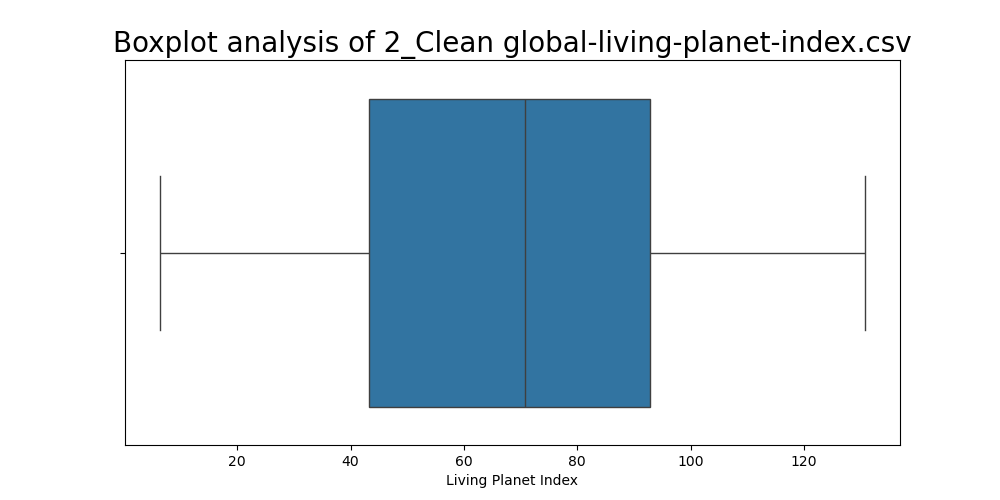 Boxplot analysis of 2_Clean global-living-planet-index.csv
20 40 60 80 100 120
Living Planet Index